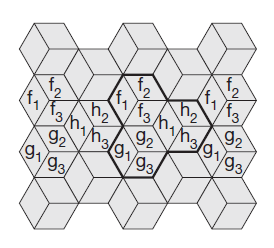 f₂ f₂ f₂
f₁ f₁ f₁
f₃ h₂ f₃ h₂ f₃
h₁ h₁
g₂ h₃ g₂ h₃ g₂
g₁ g₁ g₁
g₃ g₃ g₃